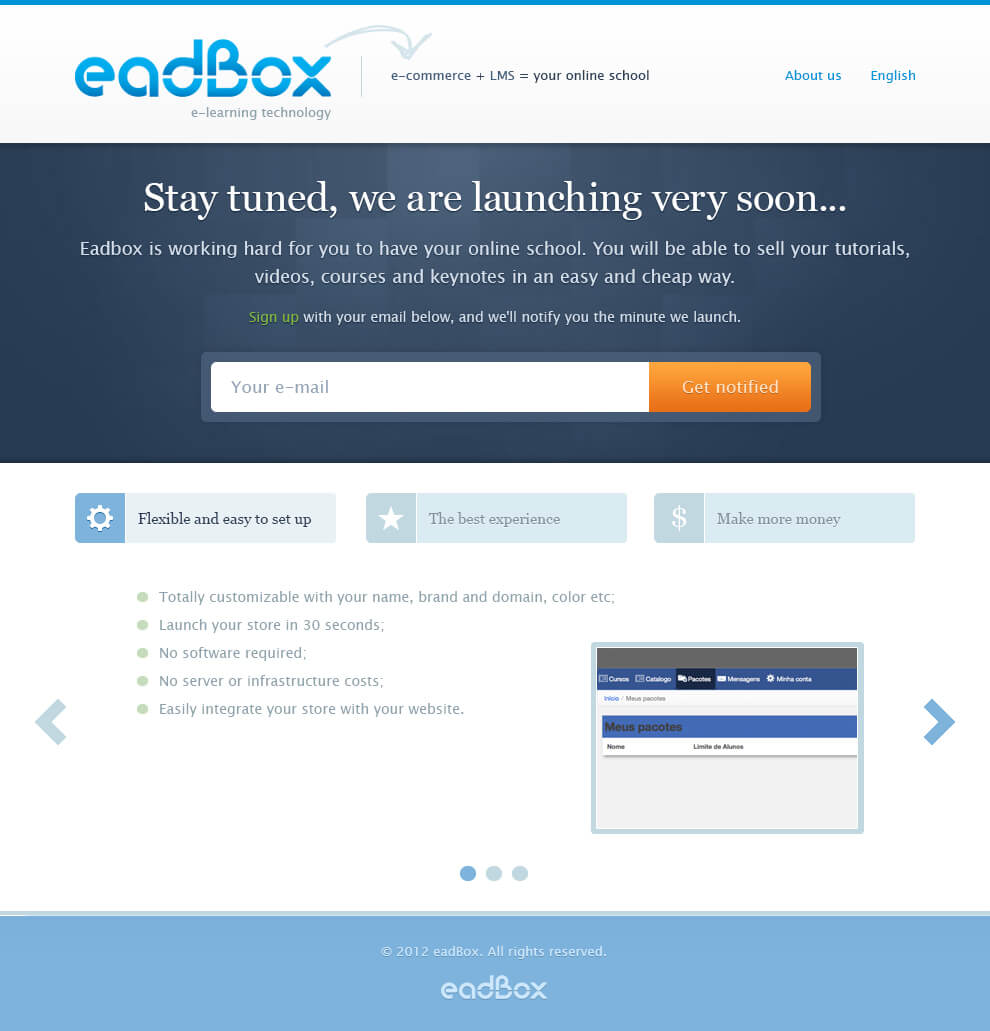 eadBox
e-learning technology
e-commerce + LMS = your online school
About us
English
Stay tuned, we are launching very soon...
Eadbox is working hard for you to have your online school. You will be able to sell your tutorials,
videos, courses and keynotes in an easy and cheap way.
Sign up with your email below, and we'll notify you the minute we launch.
Your e-mail
Get notified
Flexible and easy to set up
The best experience
$
Make more money
Totally customizable with your name, brand and domain, color etc;
Launch your store in 30 seconds;
No software required;
No server or infrastructure costs;
Easily integrate your store with your website.
Cursos Catalogo Pacotes Mensagens Minha conta
Início / Meus pacotes
Meus pacotes
Nome Limite de Alunos
© 2012 eadBox. All rights reserved.
eadBox